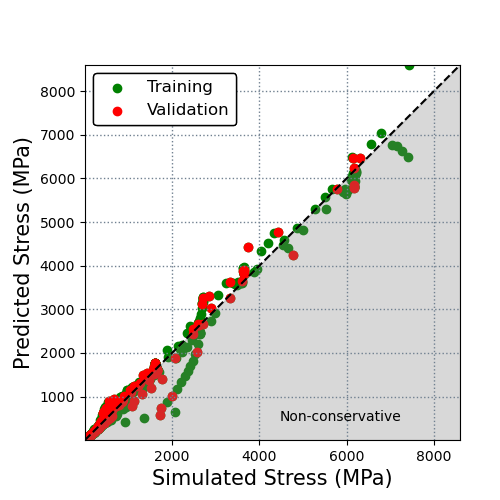 Training
Validation
8000
7000
6000
5000
4000
3000
2000
1000
Predicted Stress (MPa)
Non-conservative
2000 4000 6000 8000
Simulated Stress (MPa)